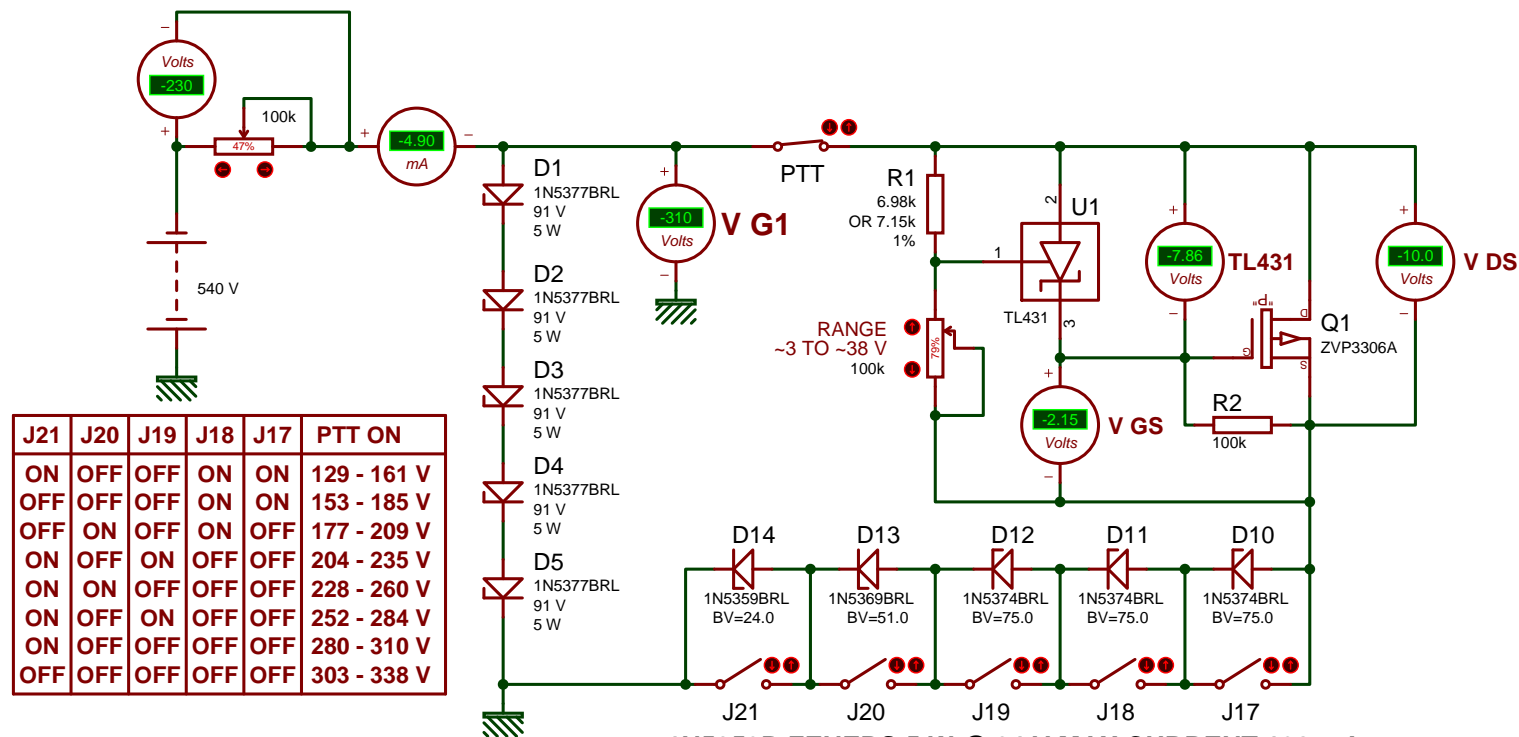 Volts
-230
100k
47%
-4.90
mA
540 V
D1
1N5377BRL
91 V
5 W
D2
1N5377BRL
91 V
5 W
D3
1N5377BRL
91 V
5 W
D4
1N5377BRL
91 V
5 W
D5
1N5377BRL
91 V
5 W
-310
Volts
V G1
PTT
R1
6.98k
OR 7.15k
1%
RANGE
~3 TO ~38 V
100k
79%
1
2
3
U1
TL431
-7.86
Volts
TL431
-2.15
Volts
V GS
"P"
D
G
S
Q1
ZVP3306A
R2
100k
-10.0
Volts
V DS
D14
1N5359BRL
BV=24.0
D13
1N5369BRL
BV=51.0
D12
1N5374BRL
BV=75.0
D11
1N5374BRL
BV=75.0
D10
1N5374BRL
BV=75.0
J21 J20 J19 J18 J17
J21 J20 J19 J18 J17 PTT ON
ON OFF OFF ON ON 129 - 161 V
OFF OFF OFF ON ON 153 - 185 V
OFF ON OFF ON OFF 177 - 209 V
ON OFF ON OFF OFF 204 - 235 V
ON ON OFF OFF OFF 228 - 260 V
OFF OFF ON OFF OFF 252 - 284 V
ON OFF OFF OFF OFF 280 - 310 V
OFF OFF OFF OFF OFF 303 - 338 V